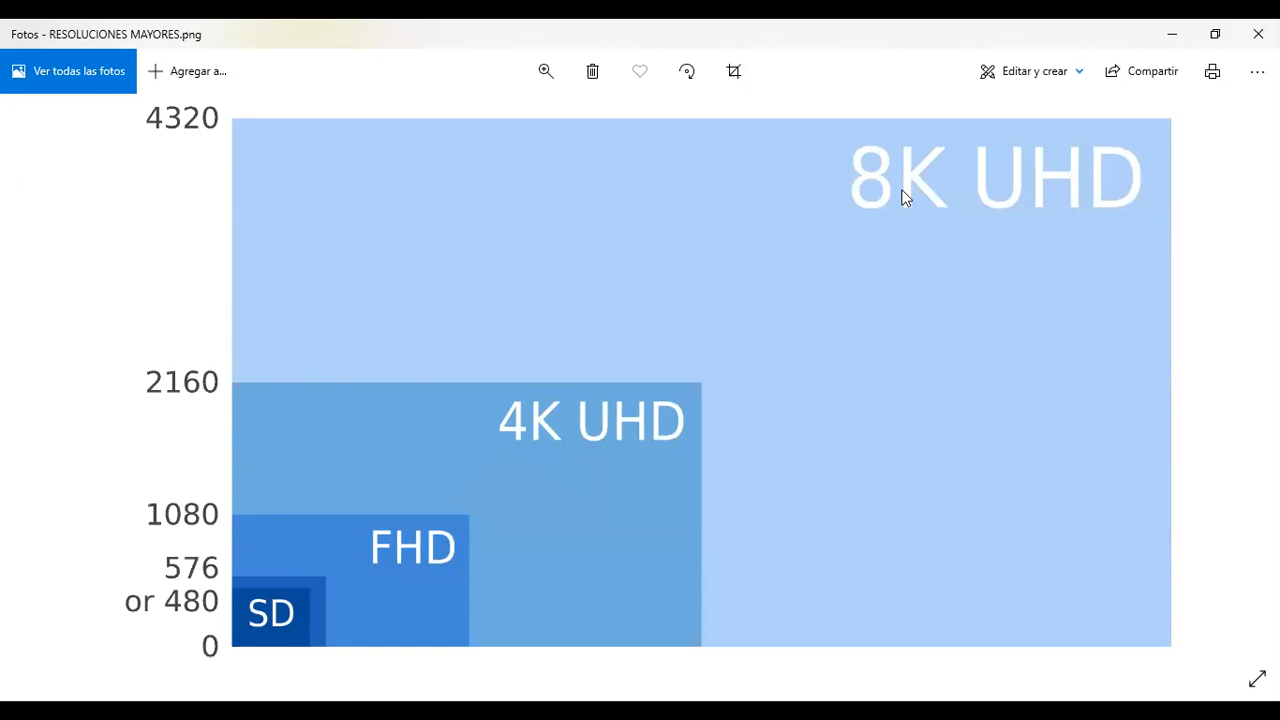 Fotos - RESOLUCIONES MAYORES.png
Ver todas las fotos
Agregar a...
Editar y crear
Compartir
4320
8K UHD
2160
4K UHD
1080
FHD
576
or 480
SD
0